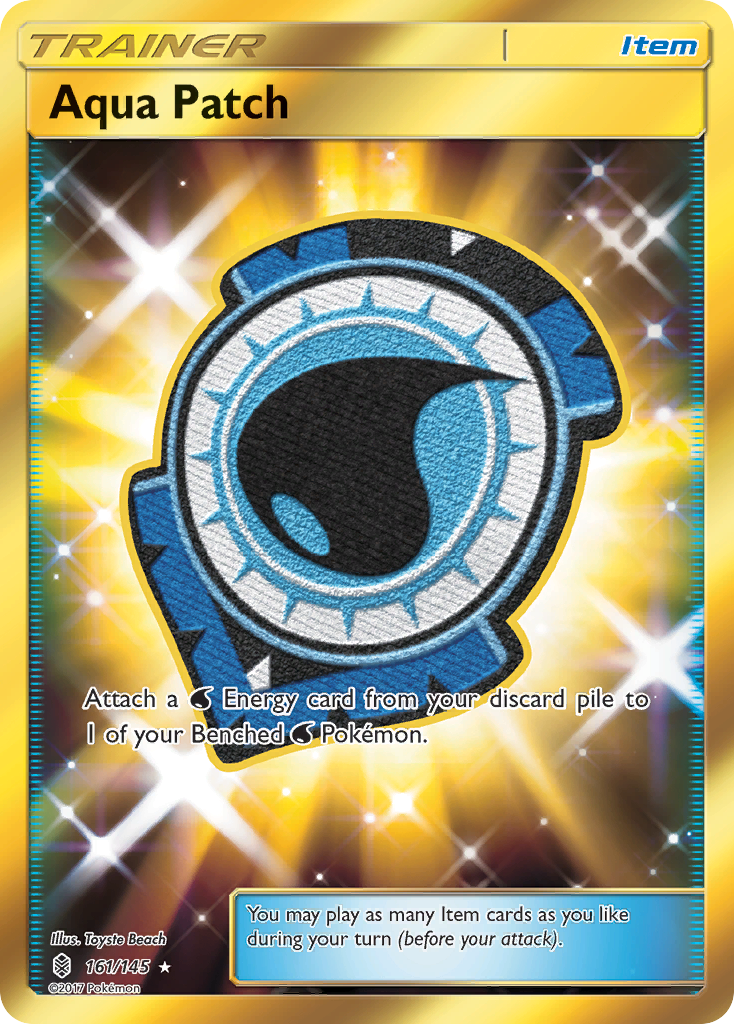 TRAINER
Item
Aqua Patch
Attach a Energy card from your discard pile to
1 of your Benched Pokémon.
You may play as many Item cards as you like
during your turn (before your attack).
Illus. Toyste Beach
161/145 ★
©2017 Pokémon